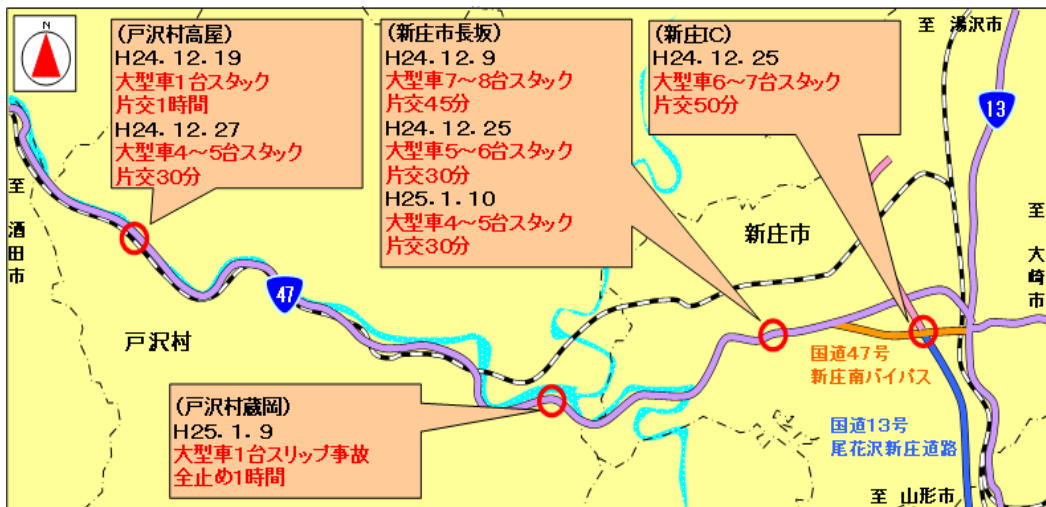 N
(戸沢村高屋)
H24.12.19
大型車1台スタック
片交1時間
H24.12.27
大型車4～5台スタック
片交30分
(新庄市長坂)
H24.12.9
大型車7～8台スタック
片交45分
H24.12.25
大型車5～6台スタック
片交30分
H25.1.10
大型車4～5台スタック
片交30分
(新庄IC)
H24.12.25
大型車6～7台スタック
片交50分
至 湯沢市
13
至 酒田市
至 大崎市
新庄市
47
戸沢村
国道47号
新庄南バイパス
(戸沢村蔵岡)
H25.1.9
大型車1台スリップ事故
全止め1時間
国道13号
尾花沢新庄道路
至 山形市